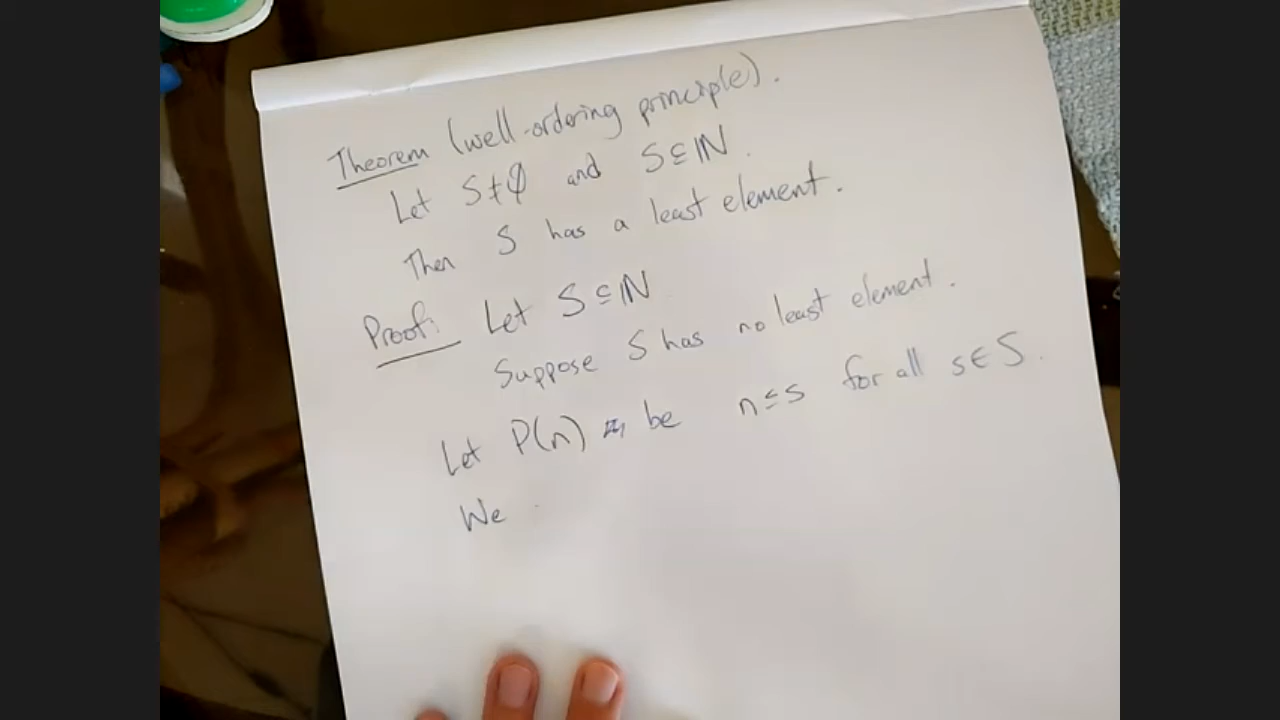 Theorem (well-ordering principle).
Let S ≠ ∅ and S ⊆ ℕ.
Then S has a least element.
Proof: Let S ⊆ ℕ
Suppose S has no least element.
Let P(n) be n ≤ s for all s ∈ S.
We